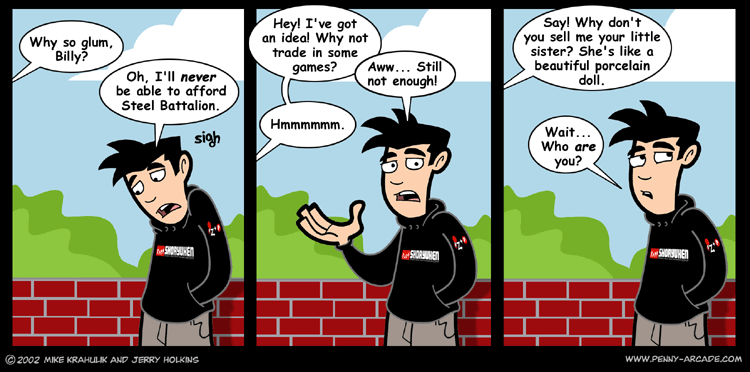 Why so glum,
Billy?
Oh, I'll never
be able to afford
Steel Battalion.
sigh
SHORYUKEN
"Z"
Hey! I've got
an idea! Why not
trade in some
games?
Aww... Still
not enough!
Hmmmmmm.
SHORYUKEN
"Z"
Say! Why don't
you sell me your little
sister? She's like a
beautiful porcelain
doll.
Wait...
Who are
you?
SHORYUKEN
"Z"
©2002 MIKE KRAHULIK AND JERRY HOLKINS
WWW.PENNY-ARCADE.COM